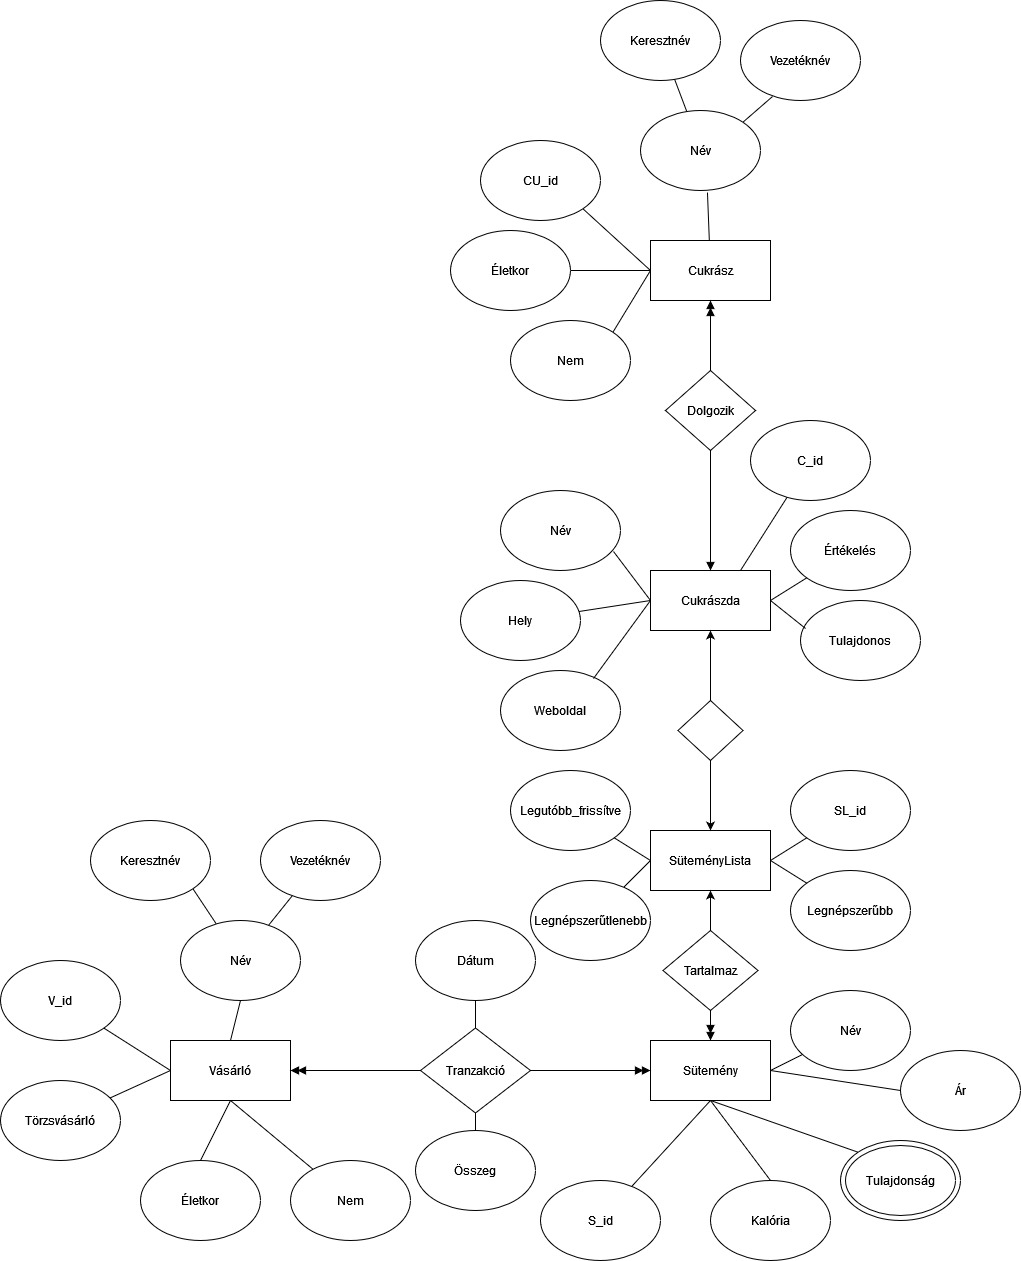 Keresztnév
Vezetéknév
Név
CU_id
Életkor
Cukrász
Nem
Dolgozik
C_id
Név
Értékelés
Cukrászda
Hely
Tulajdonos
Weboldal
Legutóbb_frissítve
SL_id
SüteményLista
Legnépszerűtlenebb
Legnépszerűbb
Keresztnév
Vezetéknév
Név
Dátum
Tartalmaz
V_id
Név
Vásárló
Tranzakció
Sütemény
Ár
Törzsvásárló
Életkor
Nem
Összeg
Tulajdonság
S_id
Kalória